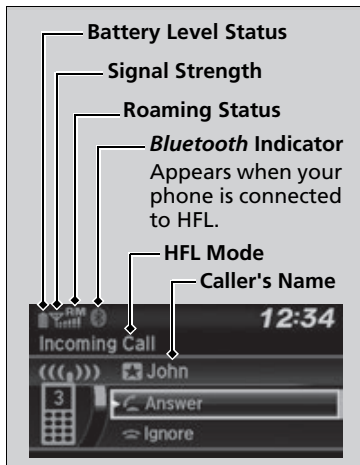 Battery Level Status
Signal Strength
Roaming Status
Bluetooth Indicator
Appears when your
phone is connected
to HFL.
HFL Mode
Caller's Name
RM
12:34
Incoming Call
John
3
Answer
Ignore